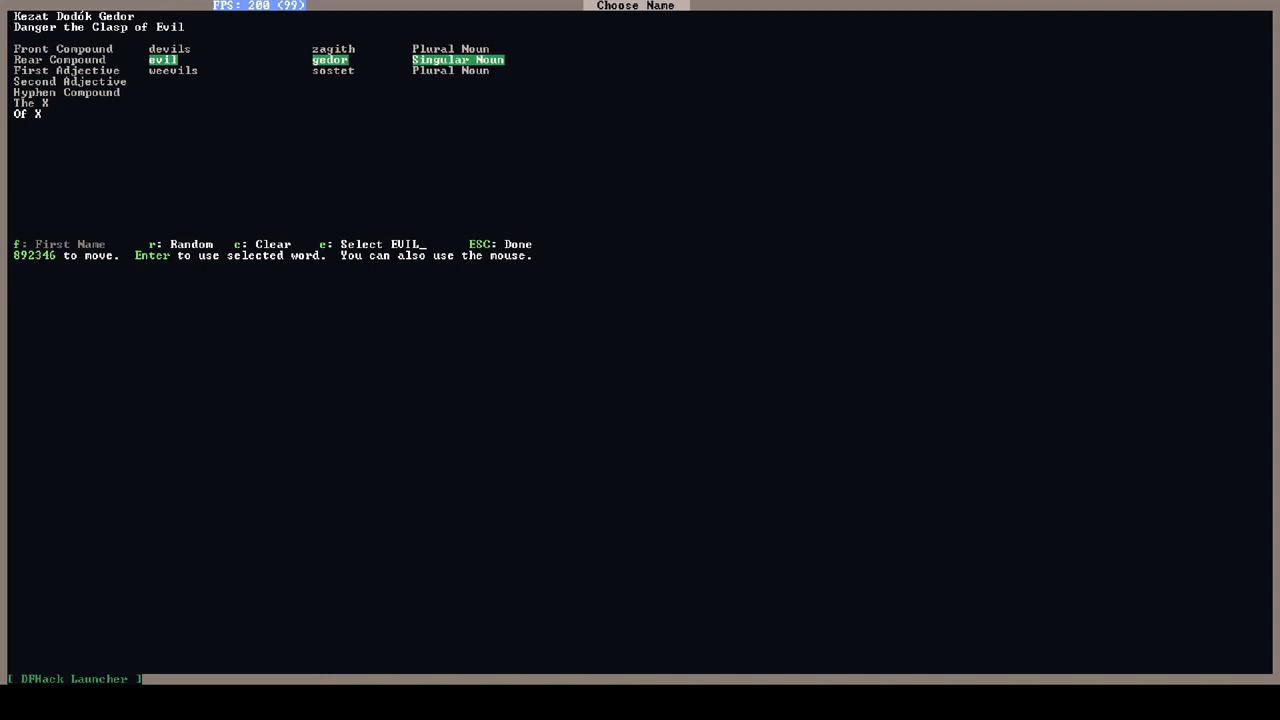 FPS: 200 (99)
Choose Name
Kezat Dodók Gedor
Danger the Clasp of Evil
Front Compound devils zagith Plural Noun
Rear Compound evil gedor Singular Noun
First Adjective weevils sostet Plural Noun
Second Adjective
Hyphen Compound
The X
Of X
f: First Name r: Random c: Clear e: Select EVIL_ ESC: Done
892346 to move. Enter to use selected word. You can also use the mouse.
[ DFHack Launcher ]